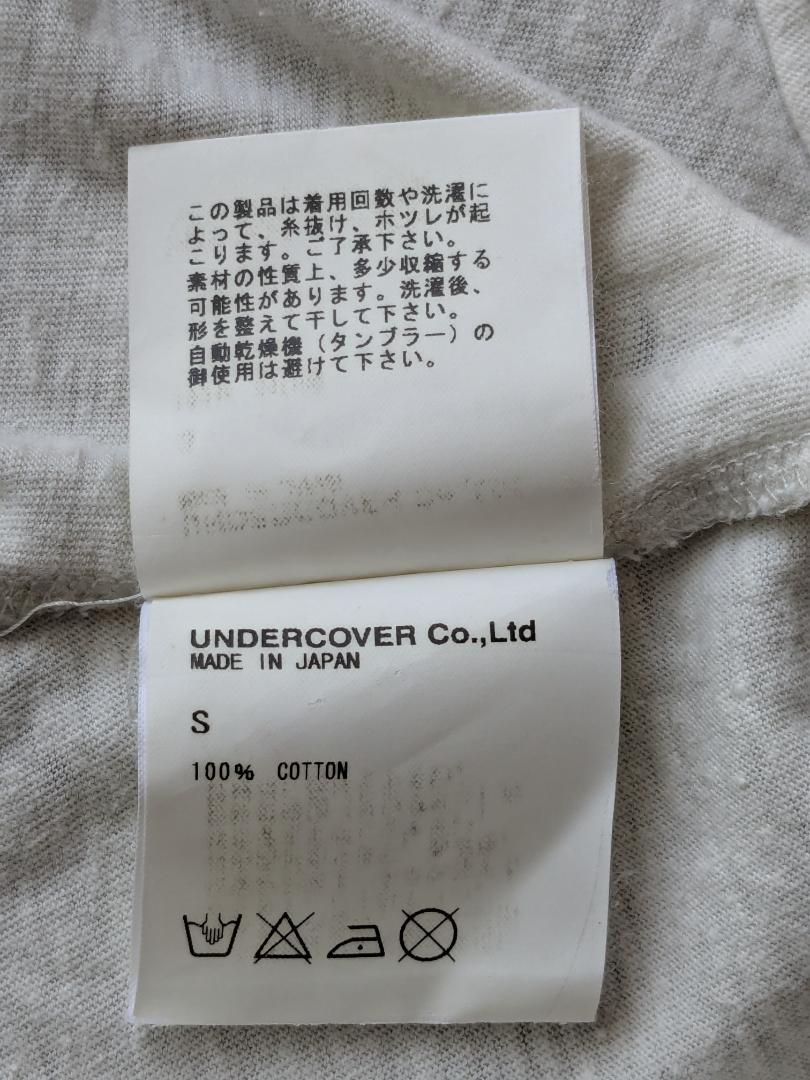 この製品は着用回数や洗濯に
よって、糸抜け、ホツレが起
こります。ご了承下さい。
素材の性質上、多少収縮する
可能性があります。洗濯後、
形を整えて干して下さい。
自動乾燥機（タンブラー）の
御使用は避けて下さい。
UNDERCOVER Co.,Ltd
MADE IN JAPAN
S
100% COTTON